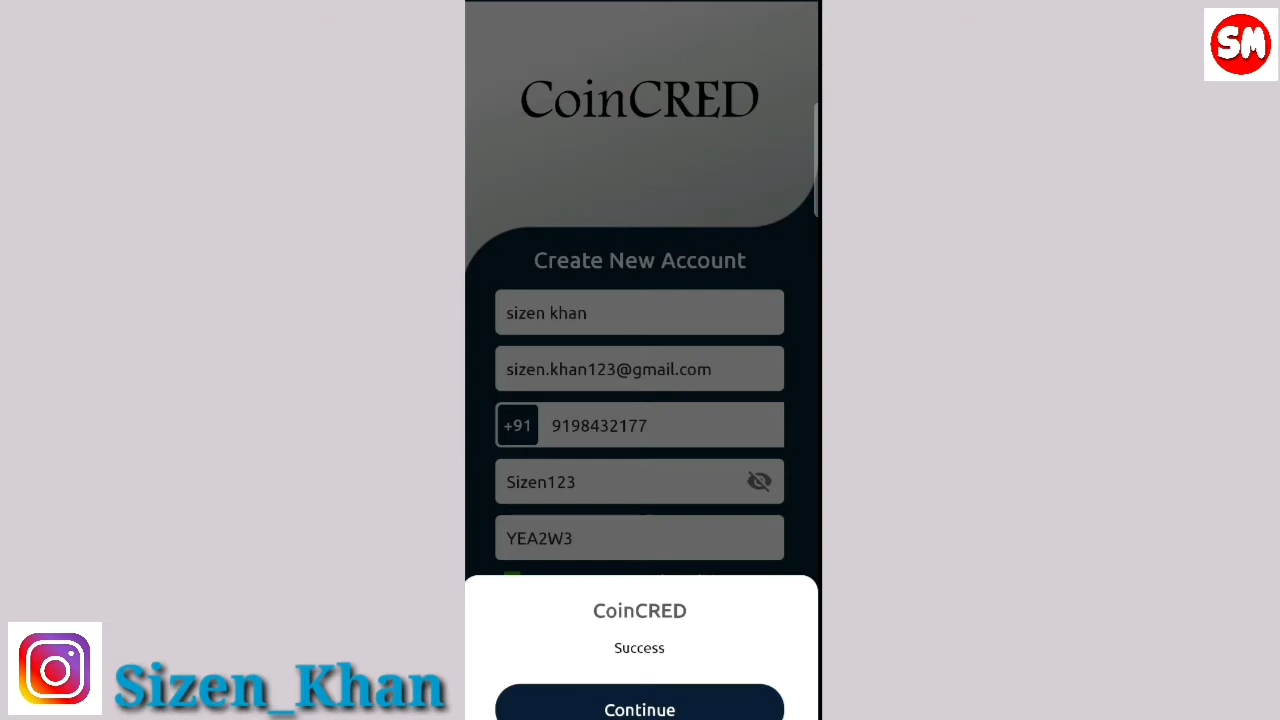 SM
CoinCRED
Create New Account
sizen khan
sizen.khan123@gmail.com
+91 9198432177
Sizen123
YEA2W3
CoinCRED
Success
Continue
Sizen_Khan